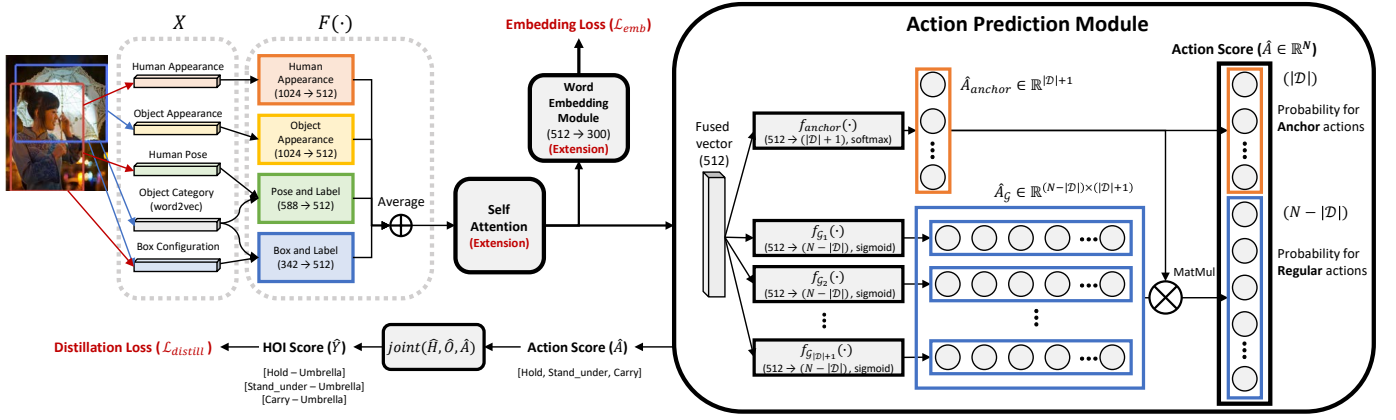 X
F(·)
Human Appearance
Object Appearance
Human Pose
Object Category
(word2vec)
Box Configuration
Human
Appearance
(1024 → 512)
Object
Appearance
(1024 → 512)
Pose and Label
(588 → 512)
Box and Label
(342 → 512)
Average
Self
Attention
(Extension)
Embedding Loss (ℒ_emb)
Word
Embedding
Module
(512 → 300)
(Extension)
Distillation Loss (ℒ_distill)
HOI Score (Ŷ)
[Hold – Umbrella]
[Stand_under – Umbrella]
[Carry – Umbrella]
joint(Ĥ, Ô, Â)
Action Score (Â)
[Hold, Stand_under, Carry]
Action Prediction Module
Fused
vector
(512)
f_anchor(·)
(512 → (|𝒟| + 1), softmax)
f_𝒢₁(·)
(512 → (N − |𝒟|), sigmoid)
f_𝒢₂(·)
(512 → (N − |𝒟|), sigmoid)
f_𝒢|𝒟|+1(·)
(512 → (N − |𝒟|), sigmoid)
Â_anchor ∈ ℝ^|𝒟|+1
Â_𝒢 ∈ ℝ^(N−|𝒟|)×(|𝒟|+1)
MatMul
Action Score (Â ∈ ℝ^N)
(|𝒟|)
Probability for
Anchor actions
(N − |𝒟|)
Probability for
Regular actions